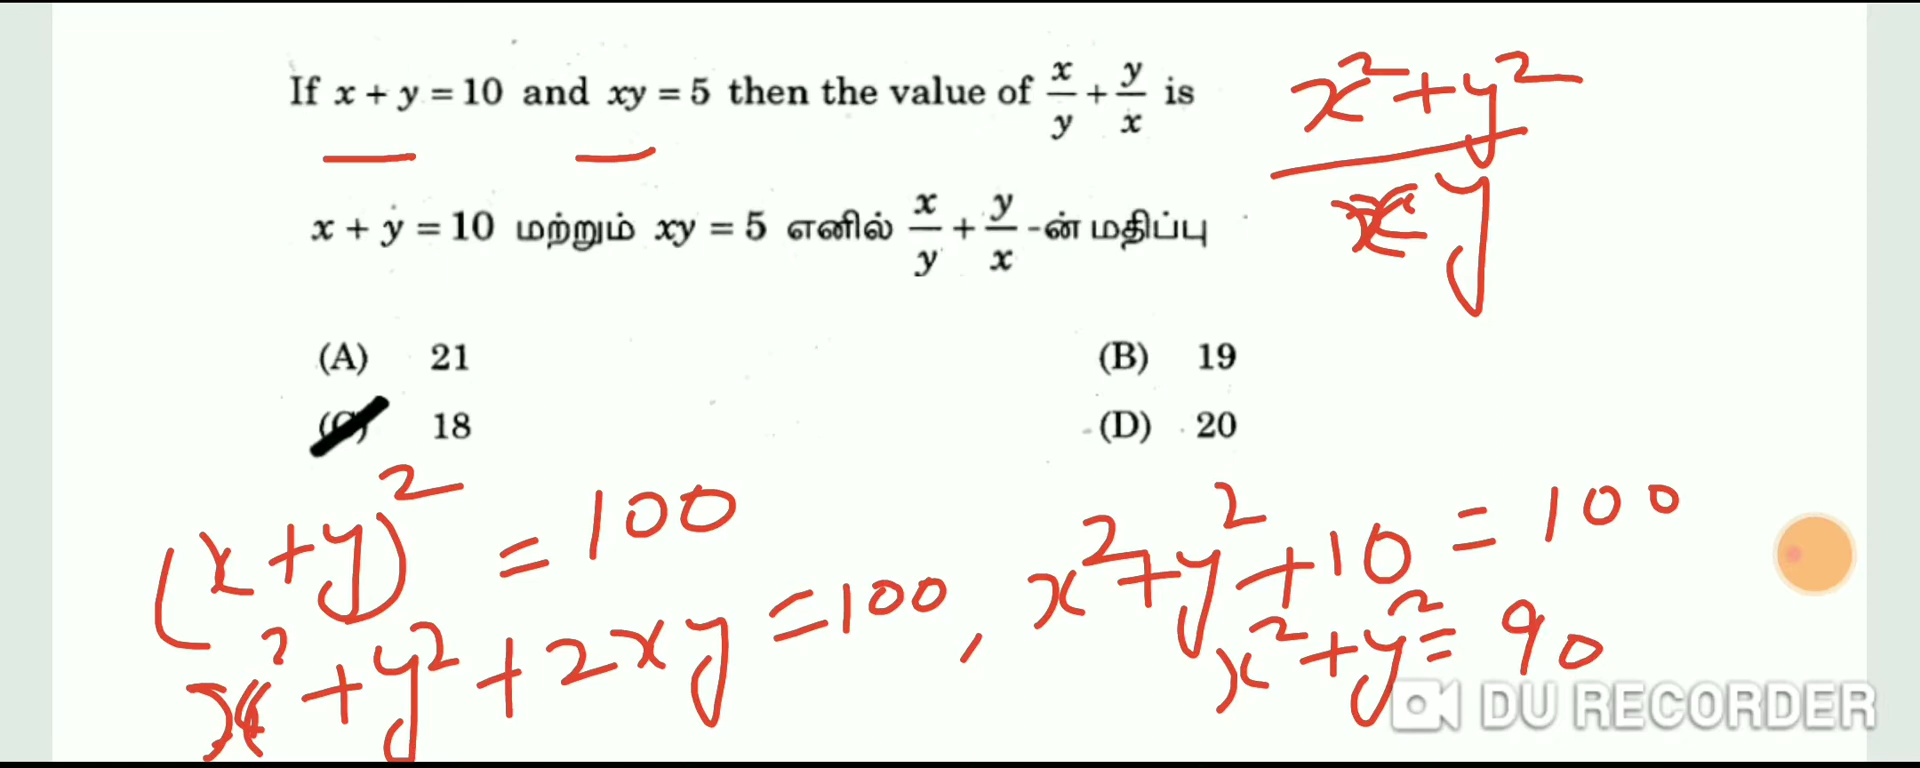 If x + y = 10 and xy = 5 then the value of x/y + y/x is
x + y = 10 மற்றும் xy = 5 எனில் x/y + y/x -ன் மதிப்பு
(A) 21
(B) 19
(C) 18
(D) 20
x² + y²
xy
(x+y)² = 100
x² + y² + 2xy = 100,
x² + y² + 10 = 100
x² + y² = 90
DU RECORDER